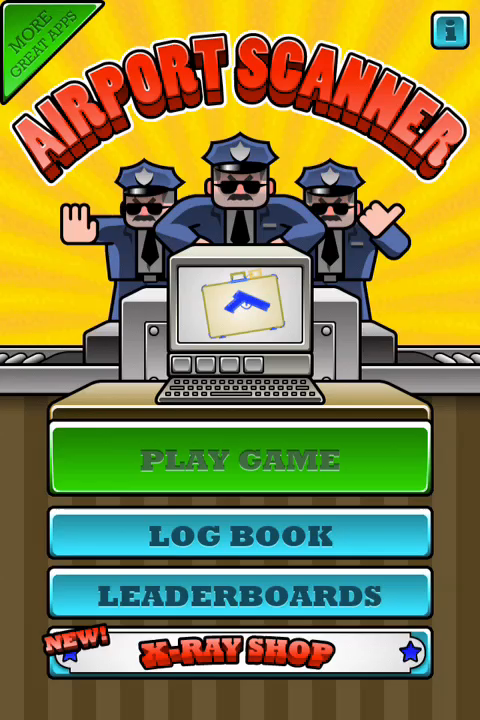 MORE
GREAT APPS
i
AIRPORT SCANNER
PLAY GAME
LOG BOOK
LEADERBOARDS
NEW!
X-RAY SHOP